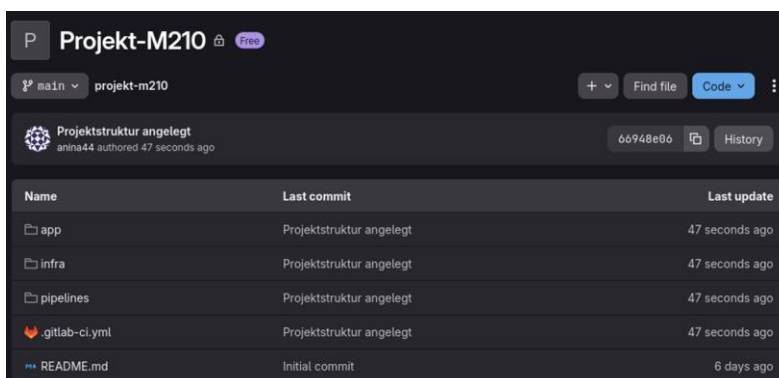 P Projekt-M210 Free
main projekt-m210 + Find file Code
Projektstruktur angelegt
anina44 authored 47 seconds ago
66948e06 History
Name Last commit Last update
app Projektstruktur angelegt 47 seconds ago
infra Projektstruktur angelegt 47 seconds ago
pipelines Projektstruktur angelegt 47 seconds ago
.gitlab-ci.yml Projektstruktur angelegt 47 seconds ago
README.md Initial commit 6 days ago